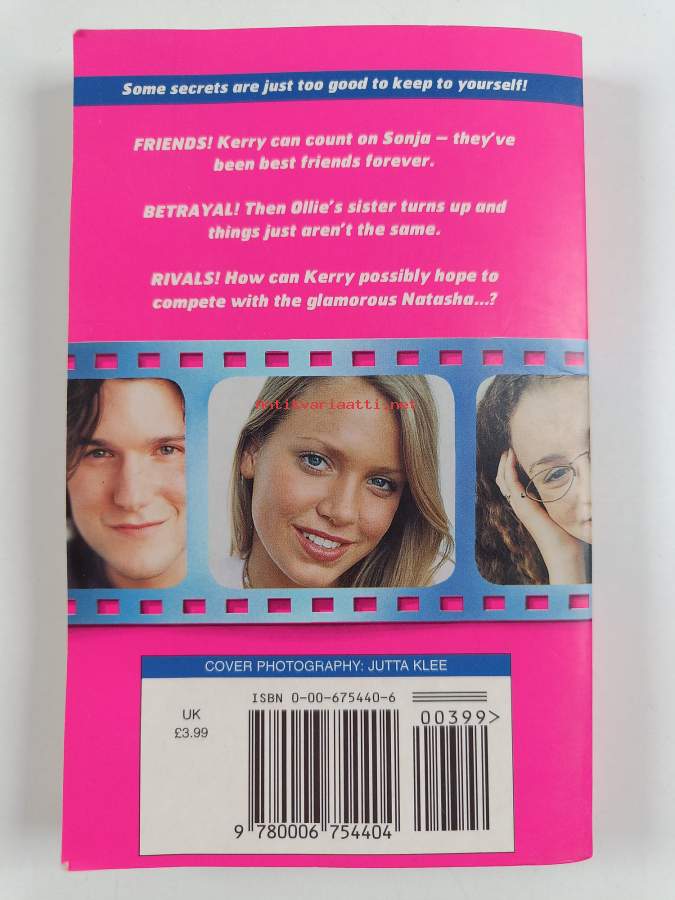 Some secrets are just too good to keep to yourself!
FRIENDS! Kerry can count on Sonja – they've
been best friends forever.
BETRAYAL! Then Ollie's sister turns up and
things just aren't the same.
RIVALS! How can Kerry possibly hope to
compete with the glamorous Natasha...?
Antikvariaatti.net
COVER PHOTOGRAPHY: JUTTA KLEE
ISBN 0-00-675440-6
UK
£3.99
00399>
9 780006 754404